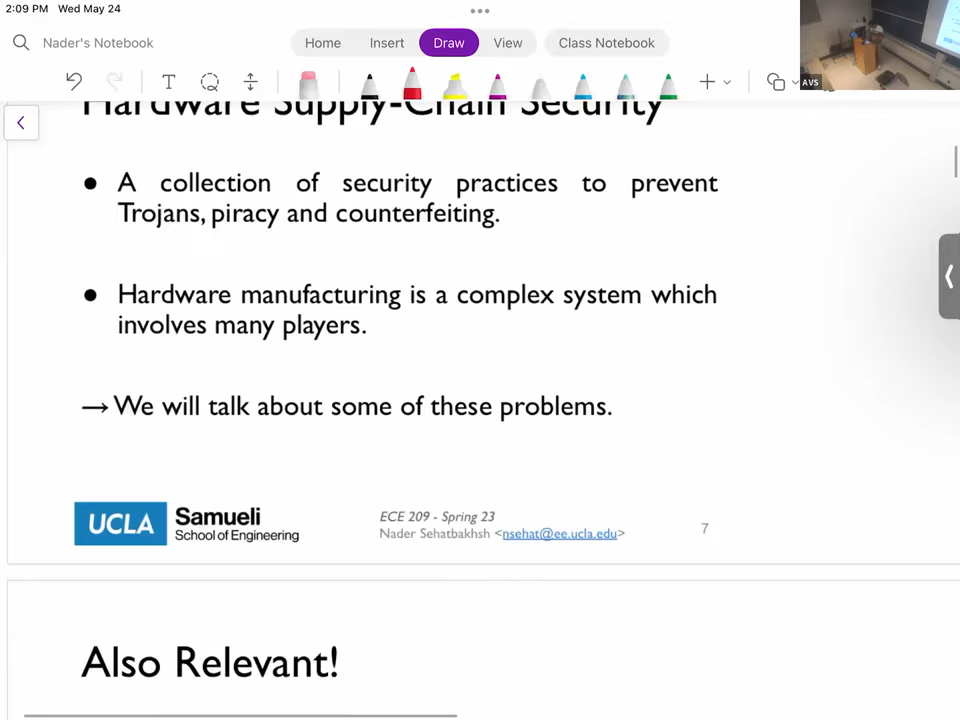 2:09 PM Wed May 24
Nader's Notebook
Home Insert Draw View Class Notebook
T
AVS
Hardware Supply-Chain Security
● A collection of security practices to prevent
Trojans, piracy and counterfeiting.
● Hardware manufacturing is a complex system which
involves many players.
→ We will talk about some of these problems.
UCLA Samueli
School of Engineering
ECE 209 - Spring 23
Nader Sehatbakhsh <nsehat@ee.ucla.edu>
7
Also Relevant!